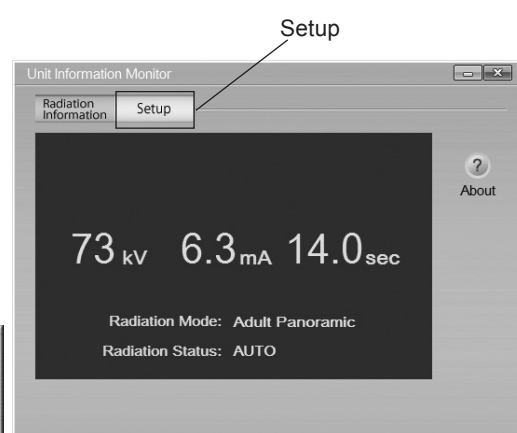 Setup
Unit Information Monitor
Radiation
Information
Setup
?
About
73 kV 6.3 mA 14.0 sec
Radiation Mode: Adult Panoramic
Radiation Status: AUTO